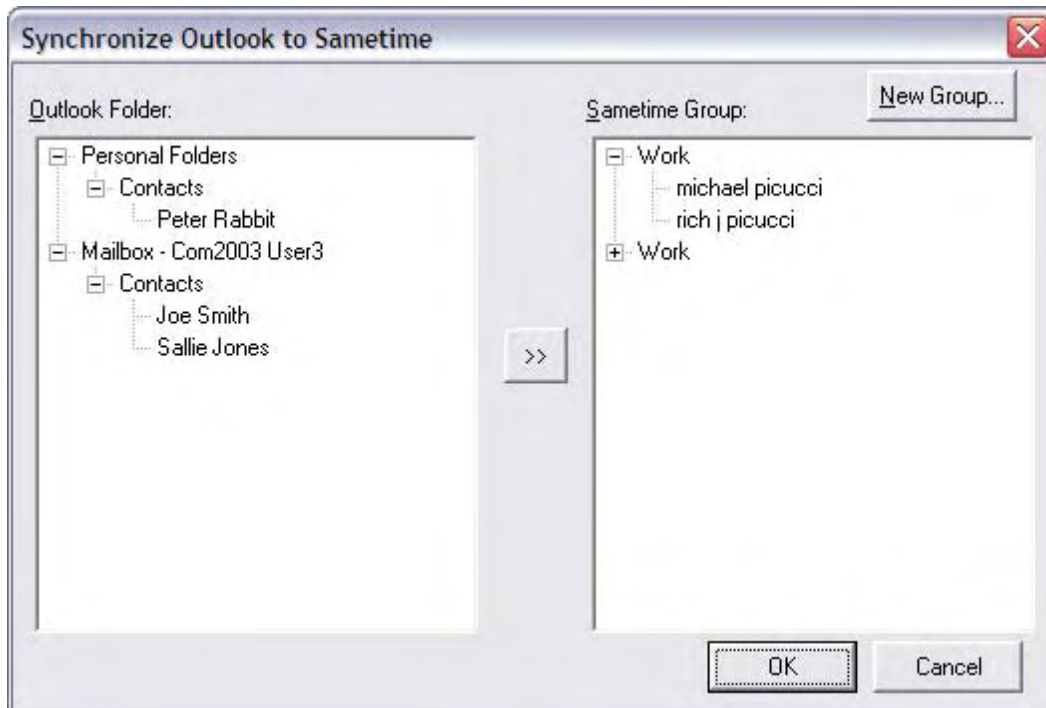 Synchronize Outlook to Sametime
Outlook Folder:
Personal Folders
Contacts
Peter Rabbit
Mailbox - Com2003 User3
Contacts
Joe Smith
Sallie Jones
>>
Sametime Group:
New Group...
Work
michael picucci
rich j picucci
Work
OK
Cancel